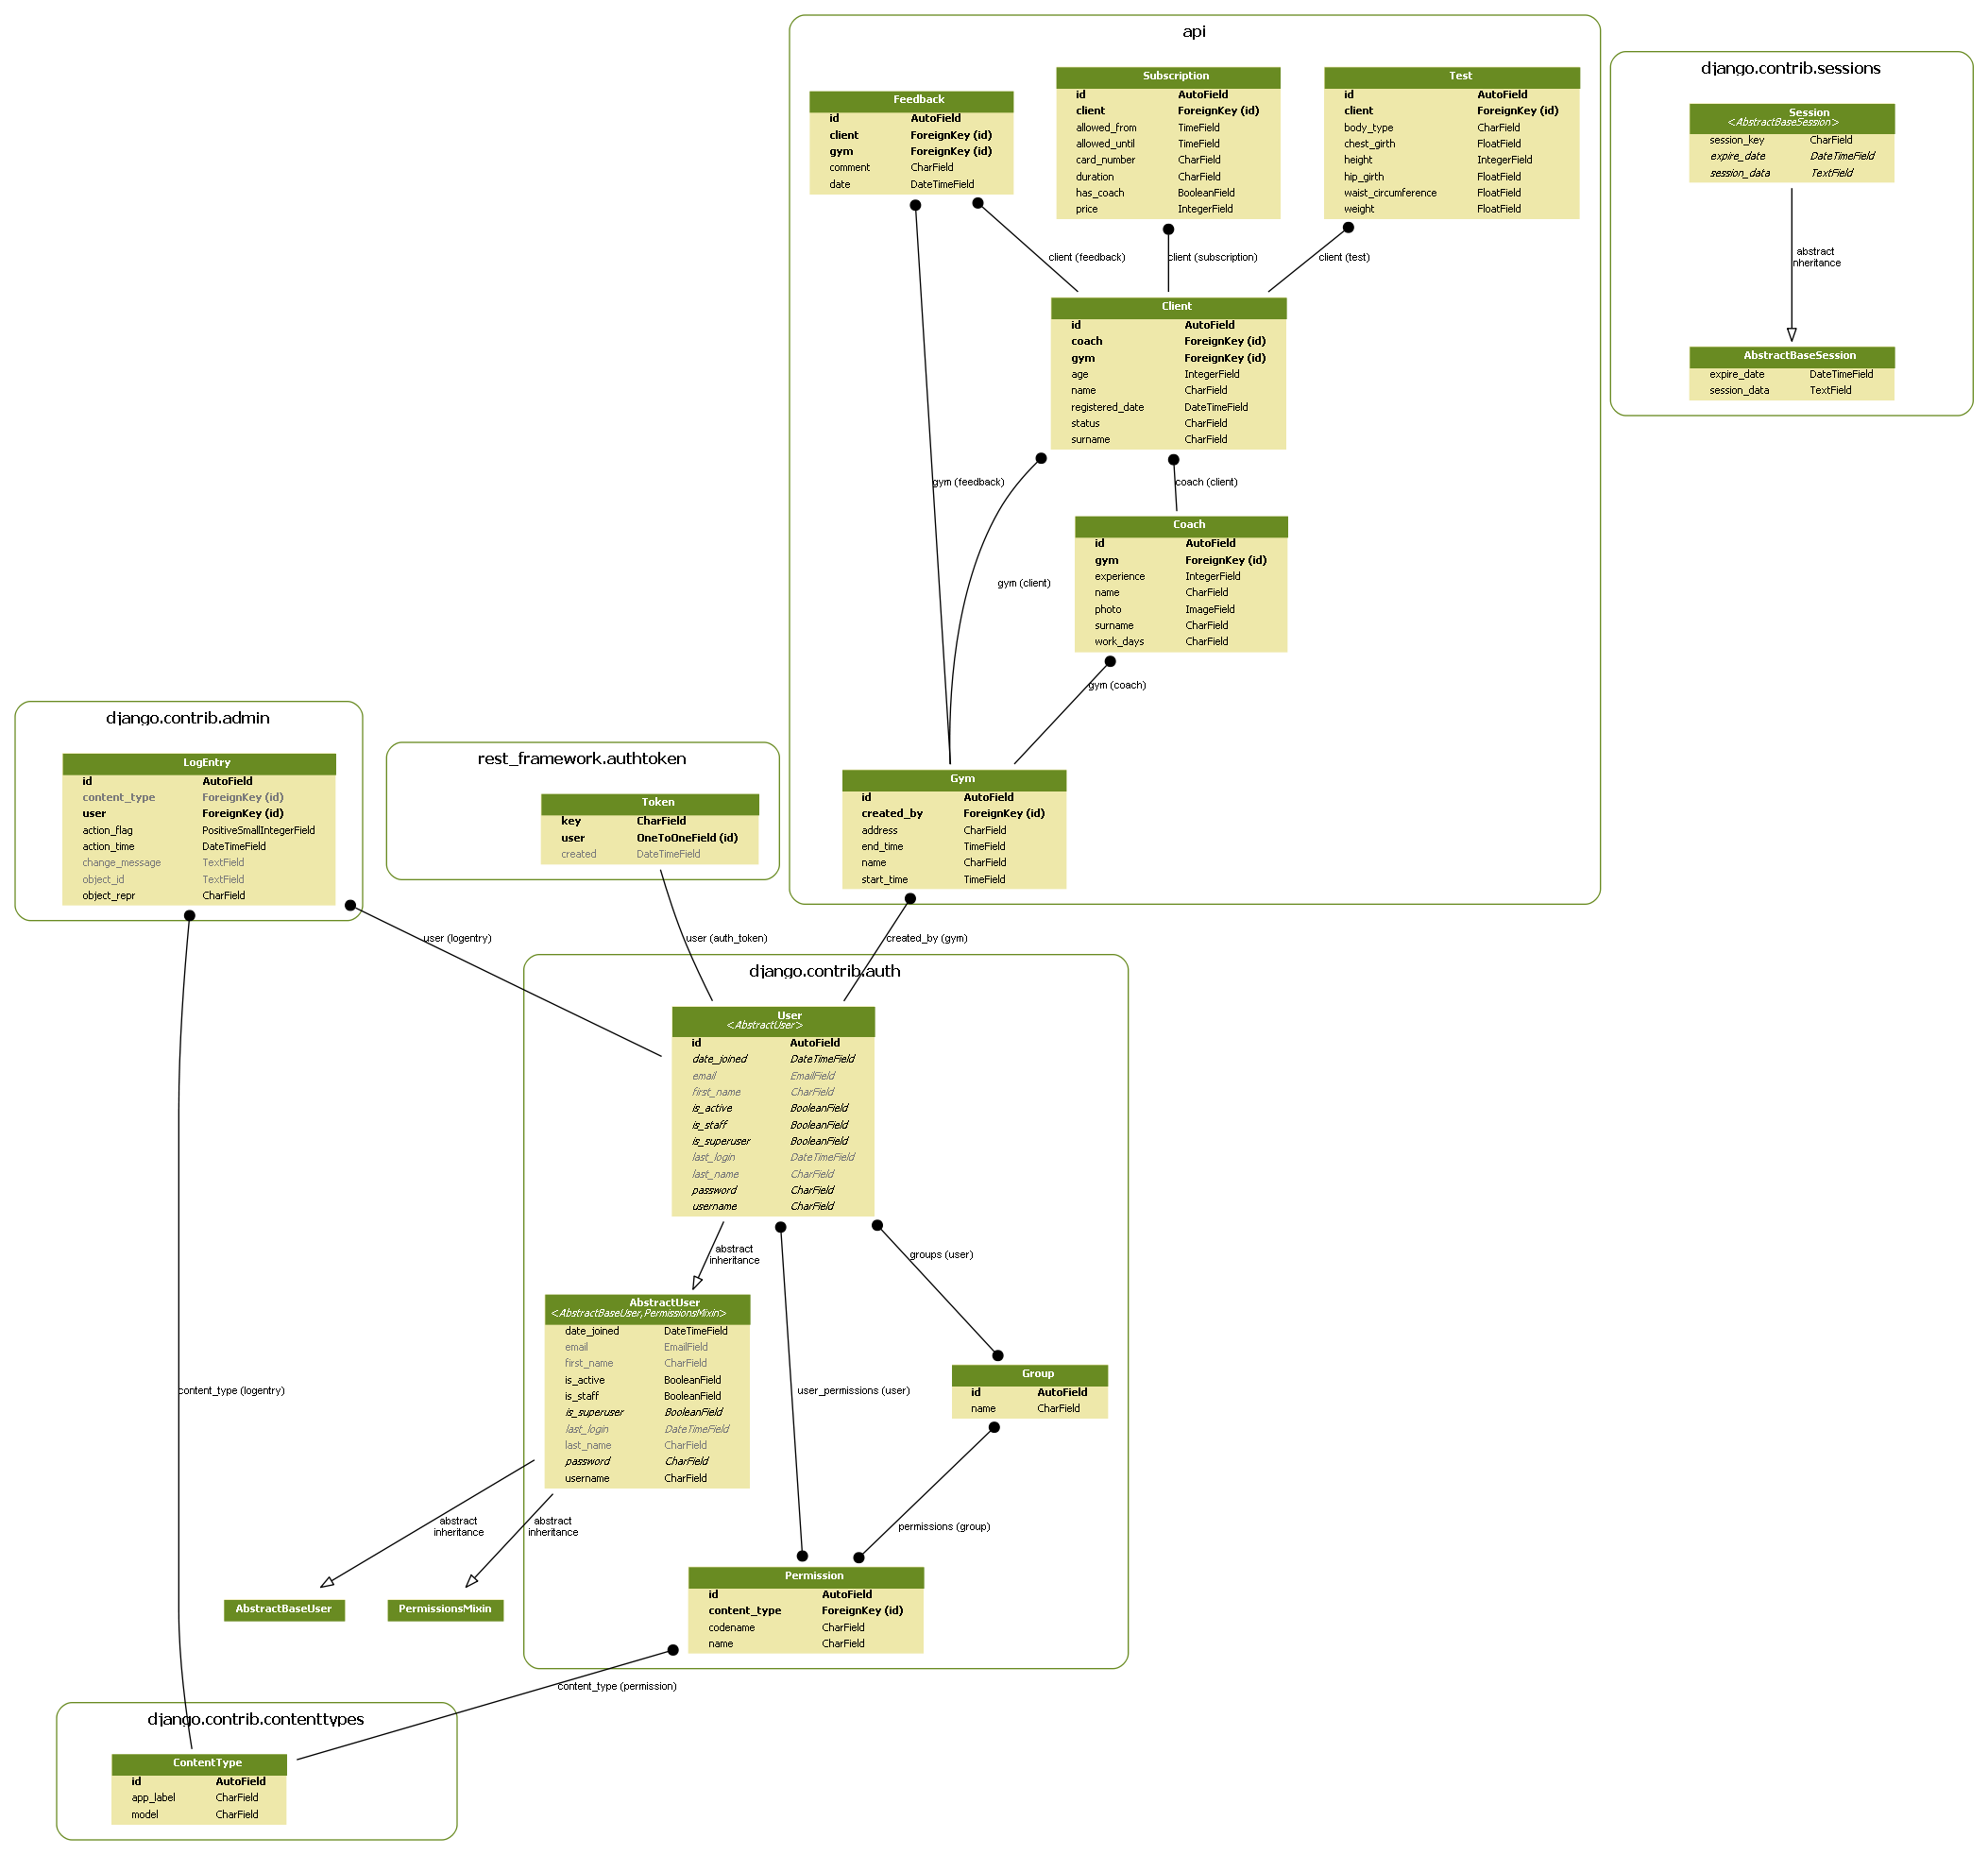 api
Feedback
id AutoField
client ForeignKey (id)
gym ForeignKey (id)
comment CharField
date DateTimeField
Subscription
id AutoField
client ForeignKey (id)
allowed_from TimeField
allowed_until TimeField
card_number CharField
duration CharField
has_coach BooleanField
price IntegerField
Test
id AutoField
client ForeignKey (id)
body_type CharField
chest_girth FloatField
height IntegerField
hip_girth FloatField
waist_circumference FloatField
weight FloatField
client (feedback)
client (subscription)
client (test)
Client
id AutoField
coach ForeignKey (id)
gym ForeignKey (id)
age IntegerField
name CharField
registered_date DateTimeField
status CharField
surname CharField
gym (feedback)
coach (client)
gym (client)
Coach
id AutoField
gym ForeignKey (id)
experience IntegerField
name CharField
photo ImageField
surname CharField
work_days CharField
gym (coach)
Gym
id AutoField
created_by ForeignKey (id)
address CharField
end_time TimeField
name CharField
start_time TimeField
django.contrib.sessions
Session
<AbstractBaseSession>
session_key CharField
expire_date DateTimeField
session_data TextField
abstract
inheritance
AbstractBaseSession
expire_date DateTimeField
session_data TextField
django.contrib.admin
LogEntry
id AutoField
content_type ForeignKey (id)
user ForeignKey (id)
action_flag PositiveSmallIntegerField
action_time DateTimeField
change_message TextField
object_id TextField
object_repr CharField
rest_framework.authtoken
Token
key CharField
user OneToOneField (id)
created DateTimeField
user (logentry)
user (auth_token)
created_by (gym)
django.contrib.auth
User
<AbstractUser>
id AutoField
date_joined DateTimeField
email EmailField
first_name CharField
is_active BooleanField
is_staff BooleanField
is_superuser BooleanField
last_login DateTimeField
last_name CharField
password CharField
username CharField
abstract
inheritance
groups (user)
AbstractUser
<AbstractBaseUser,PermissionsMixin>
date_joined DateTimeField
email EmailField
first_name CharField
is_active BooleanField
is_staff BooleanField
is_superuser BooleanField
last_login DateTimeField
last_name CharField
password CharField
username CharField
content_type (logentry)
user_permissions (user)
Group
id AutoField
name CharField
abstract
inheritance
abstract
inheritance
permissions (group)
AbstractBaseUser
PermissionsMixin
Permission
id AutoField
content_type ForeignKey (id)
codename CharField
name CharField
content_type (permission)
django.contrib.contenttypes
ContentType
id AutoField
app_label CharField
model CharField